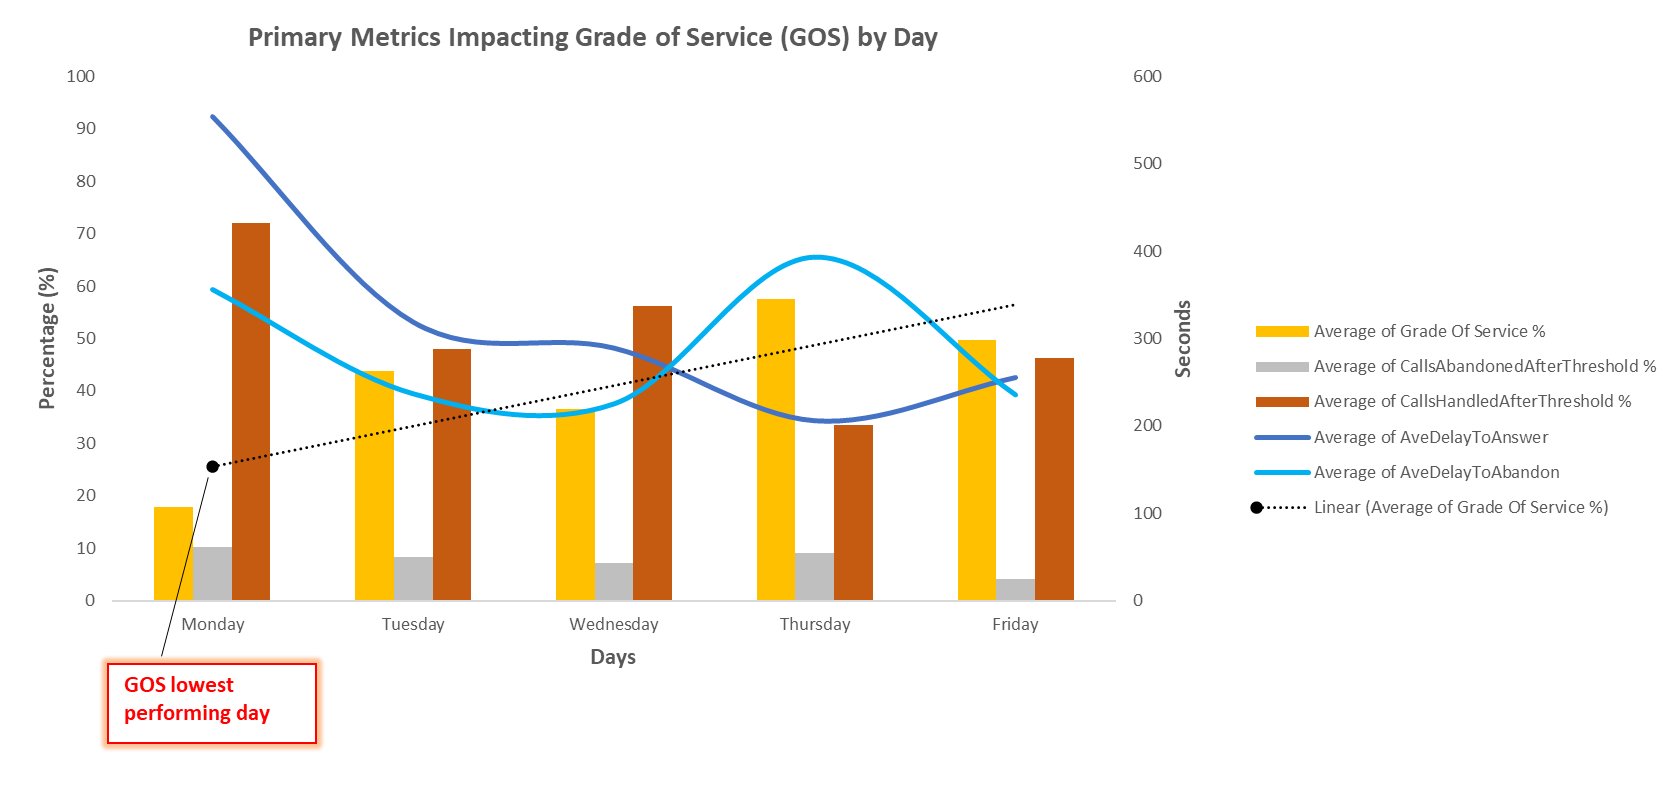 Primary Metrics Impacting Grade of Service (GOS) by Day
100
90
80
70
60
50
40
30
20
10
0
Percentage (%)
600
500
400
300
200
100
0
Seconds
Monday
Tuesday
Wednesday
Thursday
Friday
Days
Average of Grade Of Service %
Average of CallsAbandonedAfterThreshold %
Average of CallsHandledAfterThreshold %
Average of AveDelayToAnswer
Average of AveDelayToAbandon
Linear (Average of Grade Of Service %)
GOS lowest
performing day